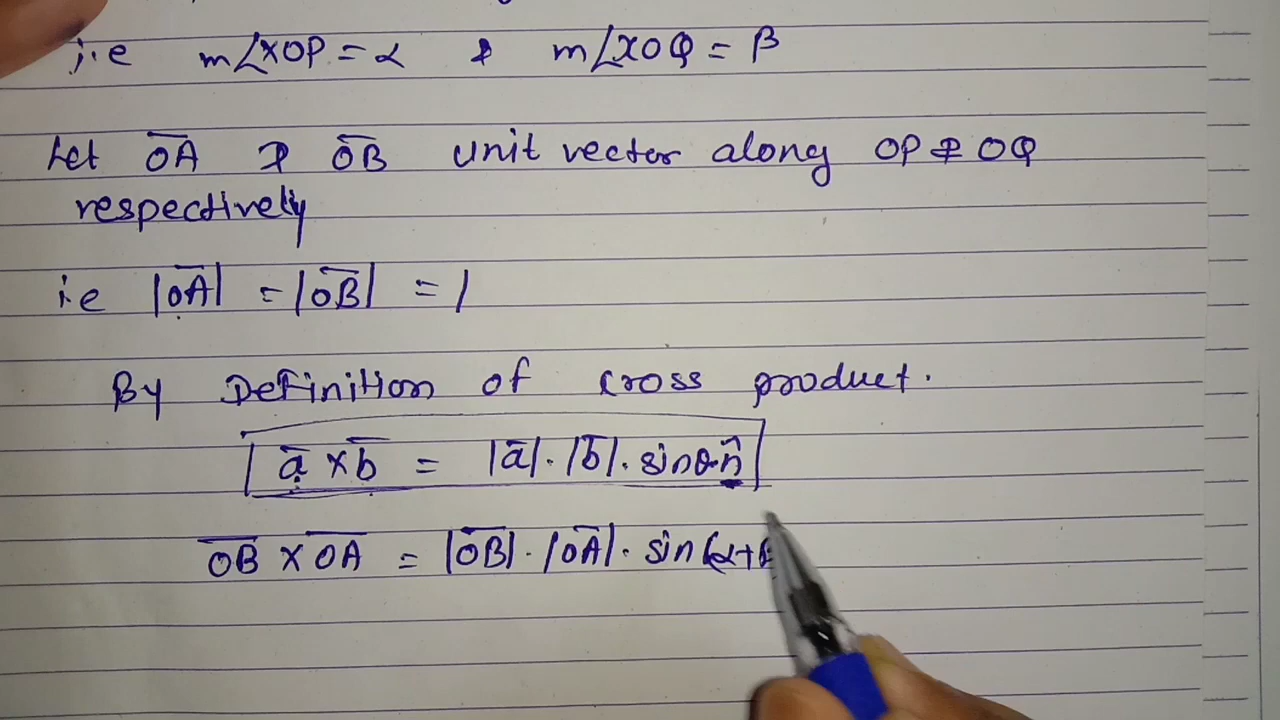 i.e m∠XOP = α & m∠XOQ = β
Let OA̅ & OB̅ unit vector along OP & OQ
respectively
i.e |OA̅| = |OB̅| = 1
By Definition of cross product.
a̅ × b̅ = |a̅|·|b̅|·sinθ·n̂
OB̅ × OA̅ = |OB̅|·|OA̅|·sin(α+